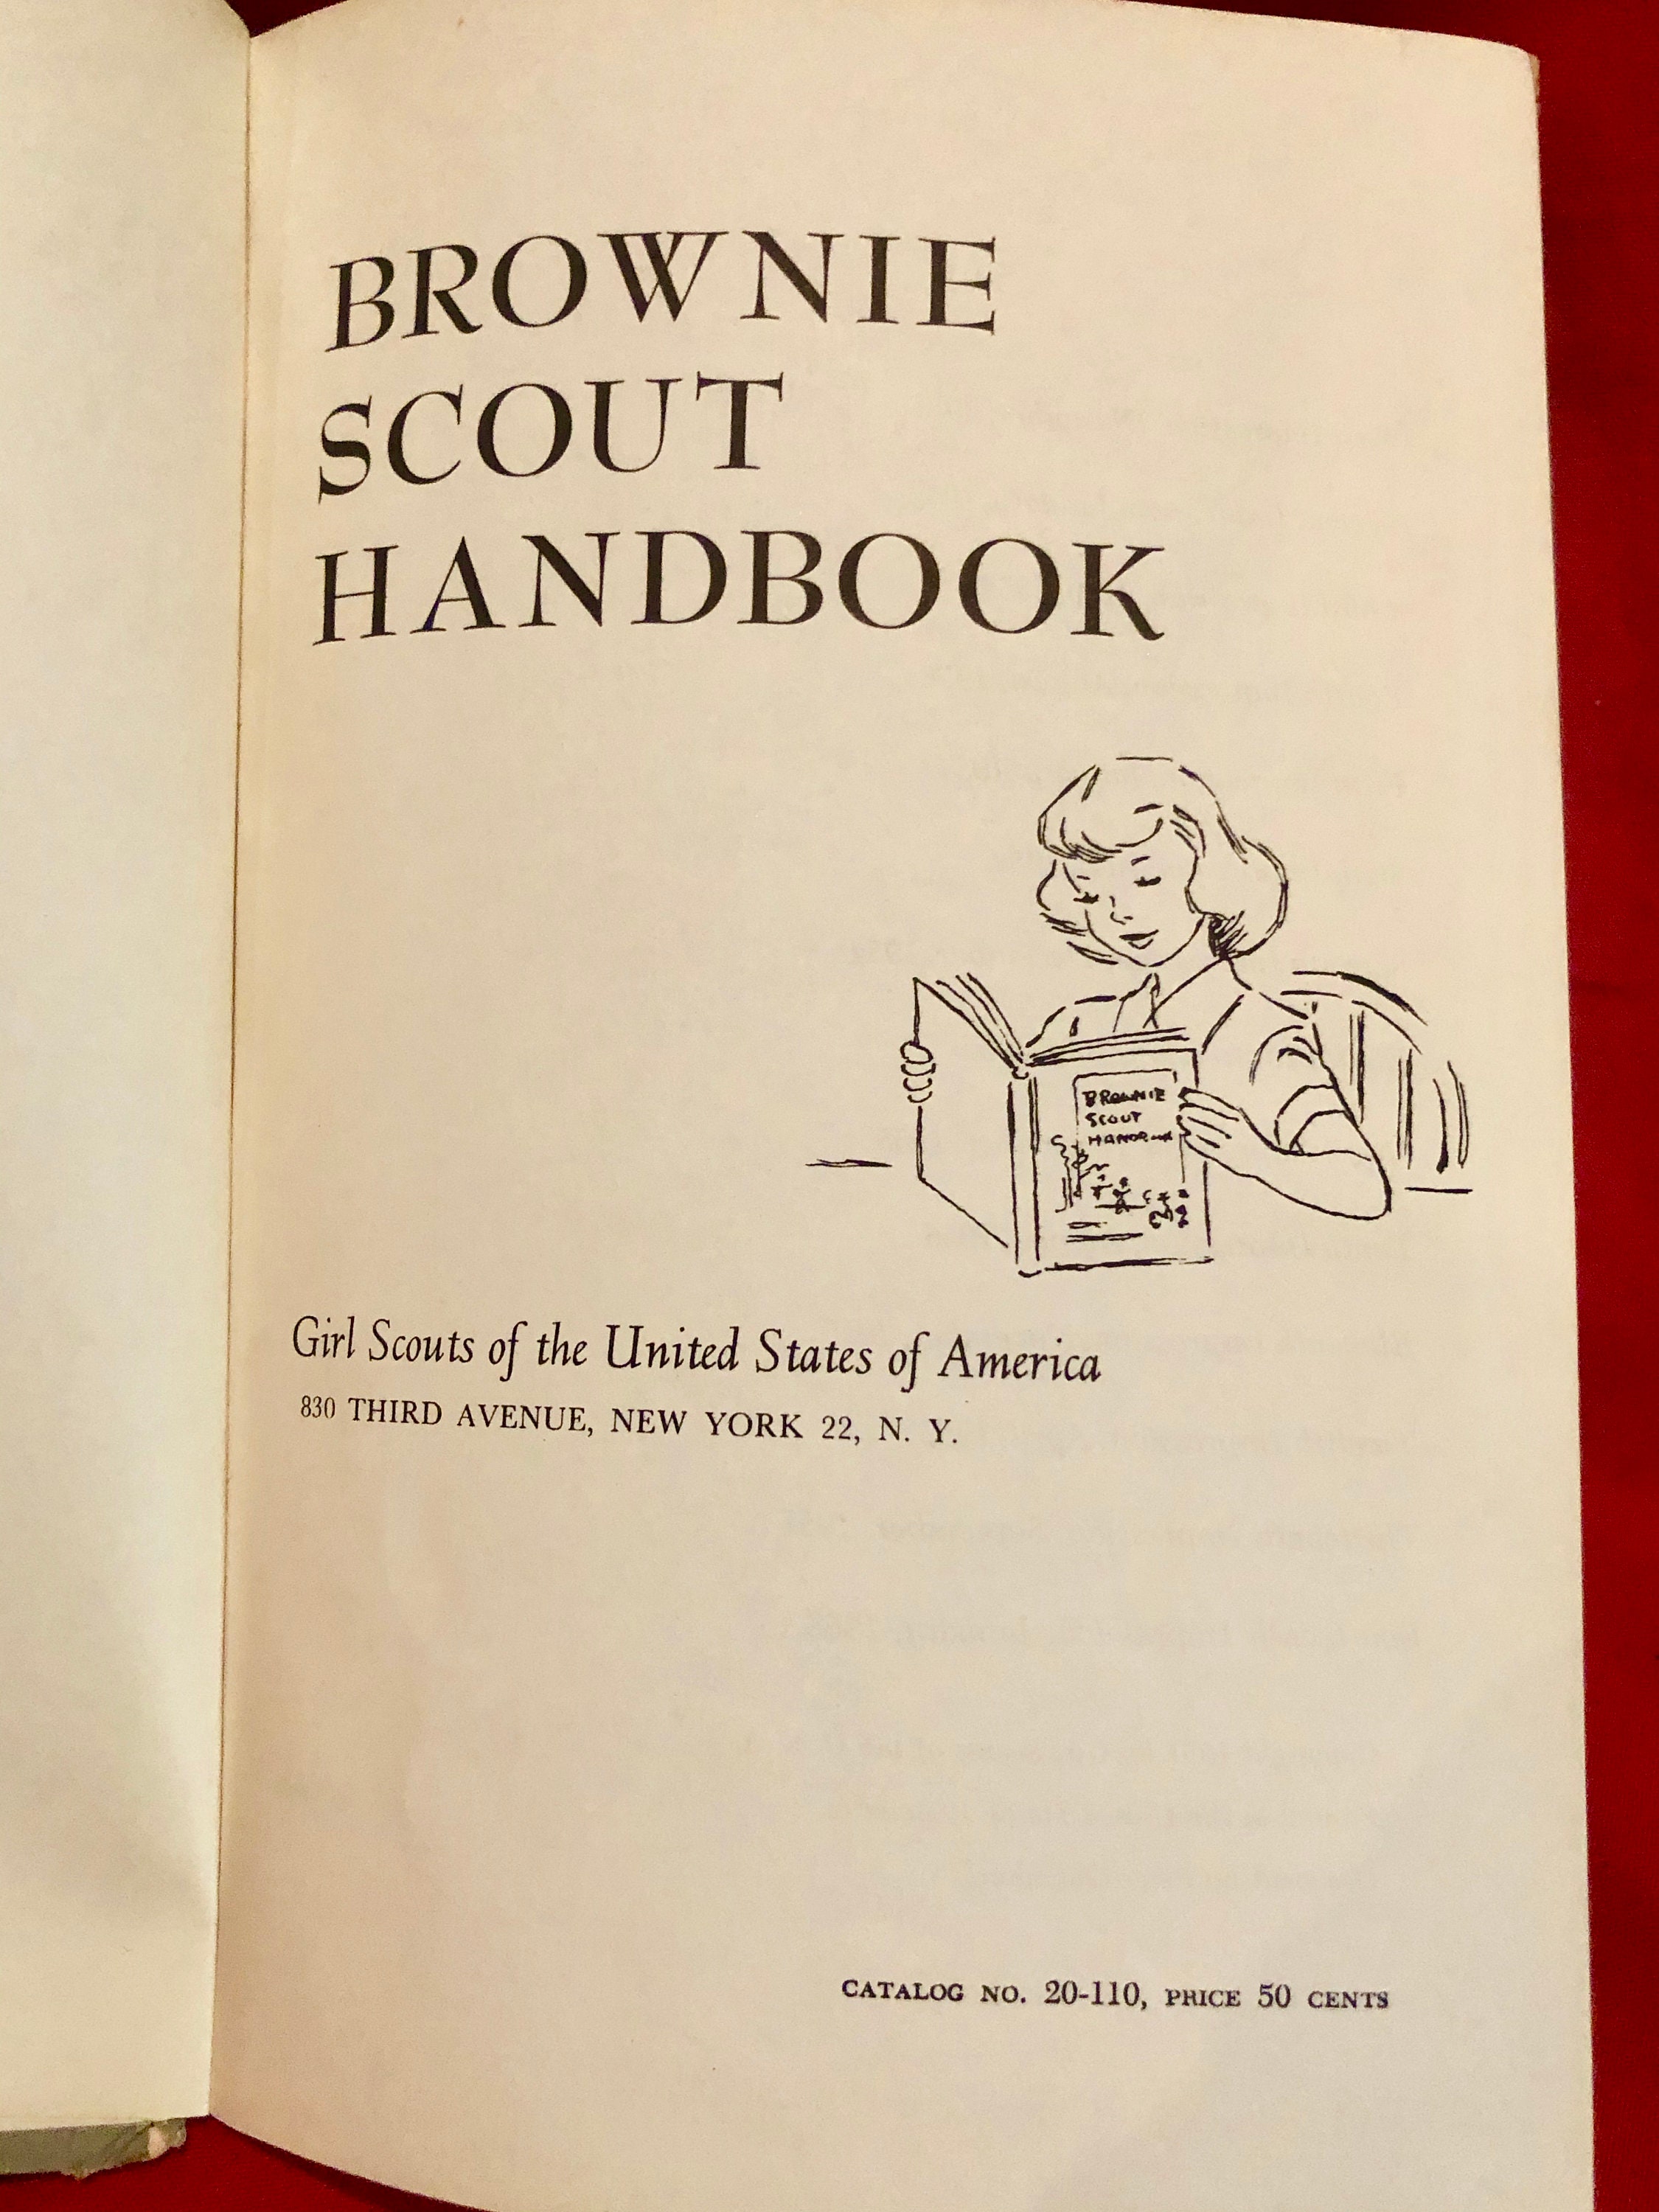 BROWNIE
SCOUT
HANDBOOK
BROWNIE
SCOUT
Girl Scouts of the United States of America
830 THIRD AVENUE, NEW YORK 22, N. Y.
CATALOG NO. 20-110, PRICE 50 CENTS